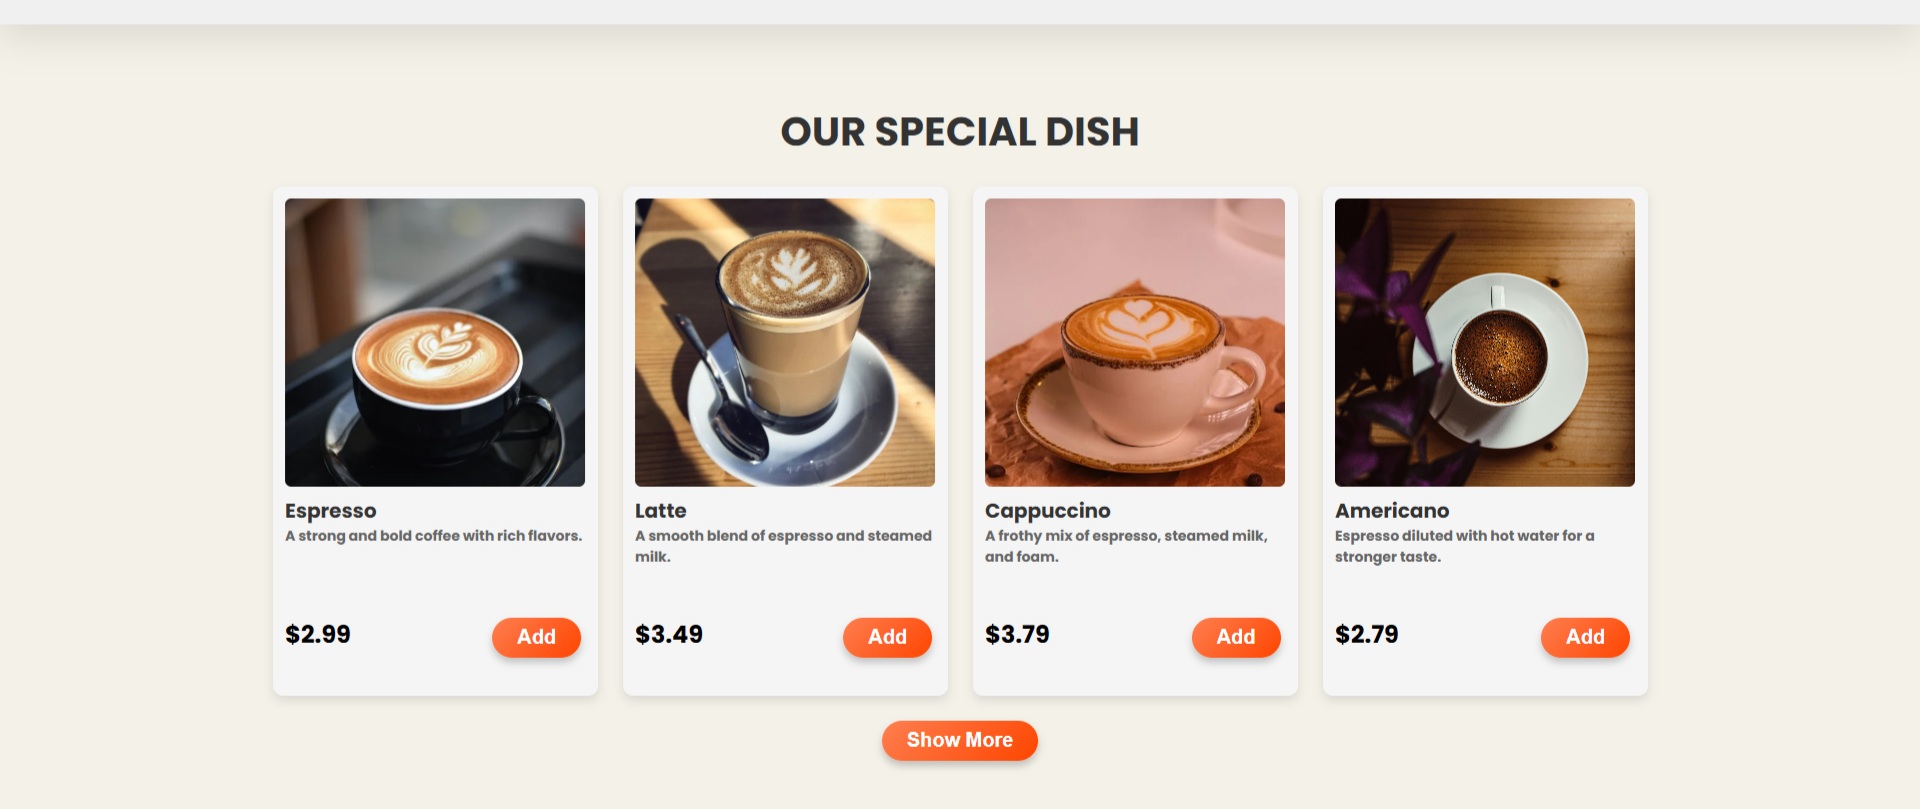 OUR SPECIAL DISH
Espresso
A strong and bold coffee with rich flavors.
$2.99
Add
Latte
A smooth blend of espresso and steamed
milk.
$3.49
Add
Cappuccino
A frothy mix of espresso, steamed milk,
and foam.
$3.79
Add
Americano
Espresso diluted with hot water for a
stronger taste.
$2.79
Add
Show More